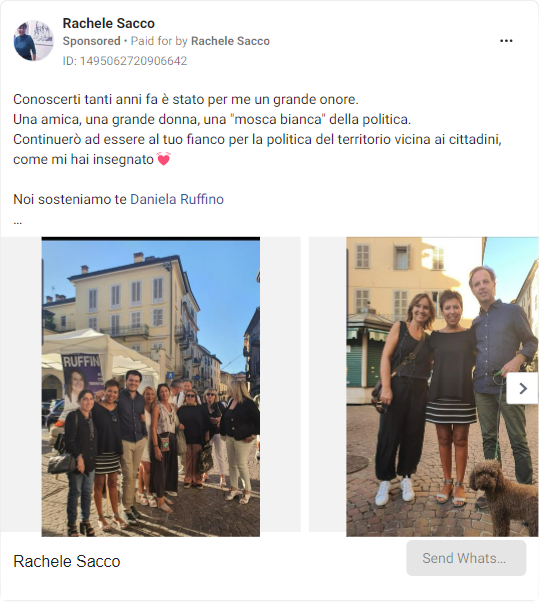 Rachele Sacco
Sponsored • Paid for by Rachele Sacco
ID: 1495062720906642
Conoscerti tanti anni fa è stato per me un grande onore.
Una amica, una grande donna, una "mosca bianca" della politica.
Continuerò ad essere al tuo fianco per la politica del territorio vicina ai cittadini,
come mi hai insegnato 💓
Noi sosteniamo te Daniela Ruffino
...
RUFFIN
Rachele Sacco
Send Whats...